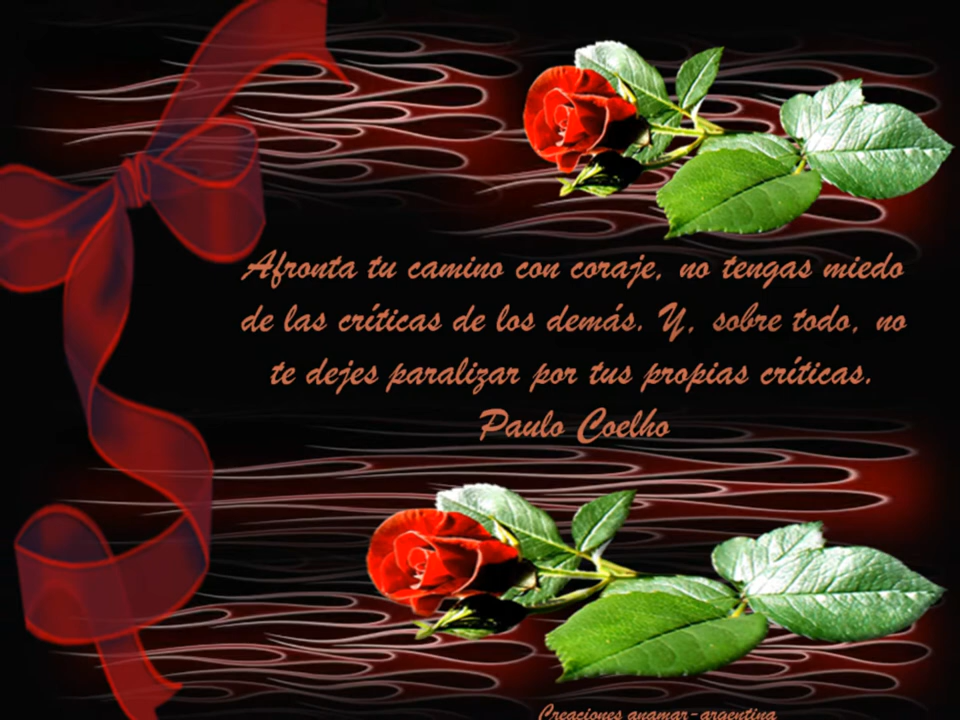 Afronta tu camino con coraje, no tengas miedo
de las críticas de los demás. Y, sobre todo, no
te dejes paralizar por tus propias críticas.
Paulo Coelho
Creaciones anamar-argentina